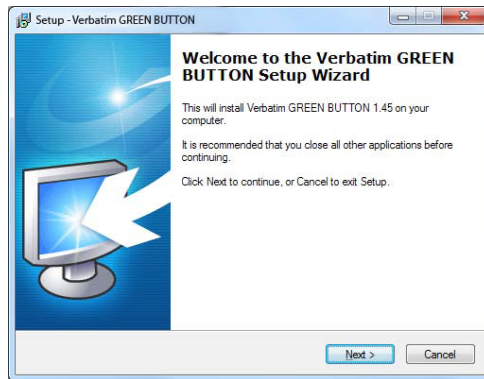 Setup - Verbatim GREEN BUTTON
Welcome to the Verbatim GREEN
BUTTON Setup Wizard
This will install Verbatim GREEN BUTTON 1.45 on your
computer.
It is recommended that you close all other applications before
continuing.
Click Next to continue, or Cancel to exit Setup.
Next >
Cancel